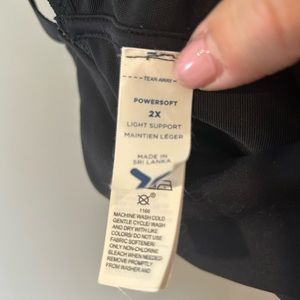 TEAR AWAY
POWERSOFT
2X
LIGHT SUPPORT
MAINTIEN LÉGER
MADE IN
SRI LANKA
1166
MACHINE WASH COLD
GENTLE CYCLE/ WASH
AND DRY WITH LIKE
COLORS/ DO NOT USE
FABRIC SOFTENER/
ONLY NON-CHLORINE
BLEACH WHEN NEEDED/
REMOVE PROMPTLY
FROM WASHER AND